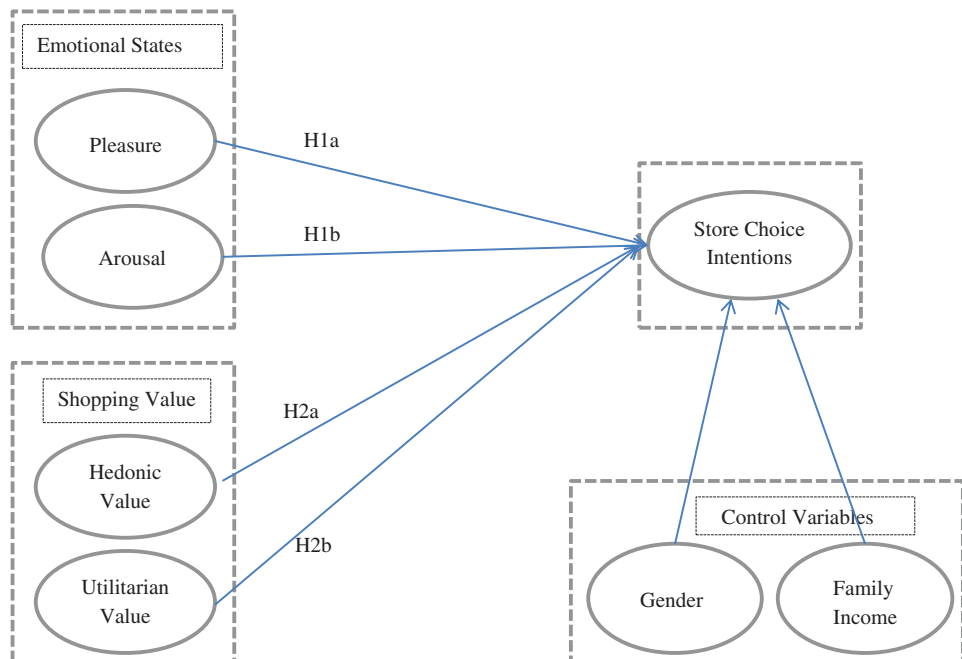 Emotional States
Pleasure
H1a
Arousal
H1b
Store Choice
Intentions
Shopping Value
Hedonic
Value
H2a
Utilitarian
Value
H2b
Control Variables
Gender
Family
Income